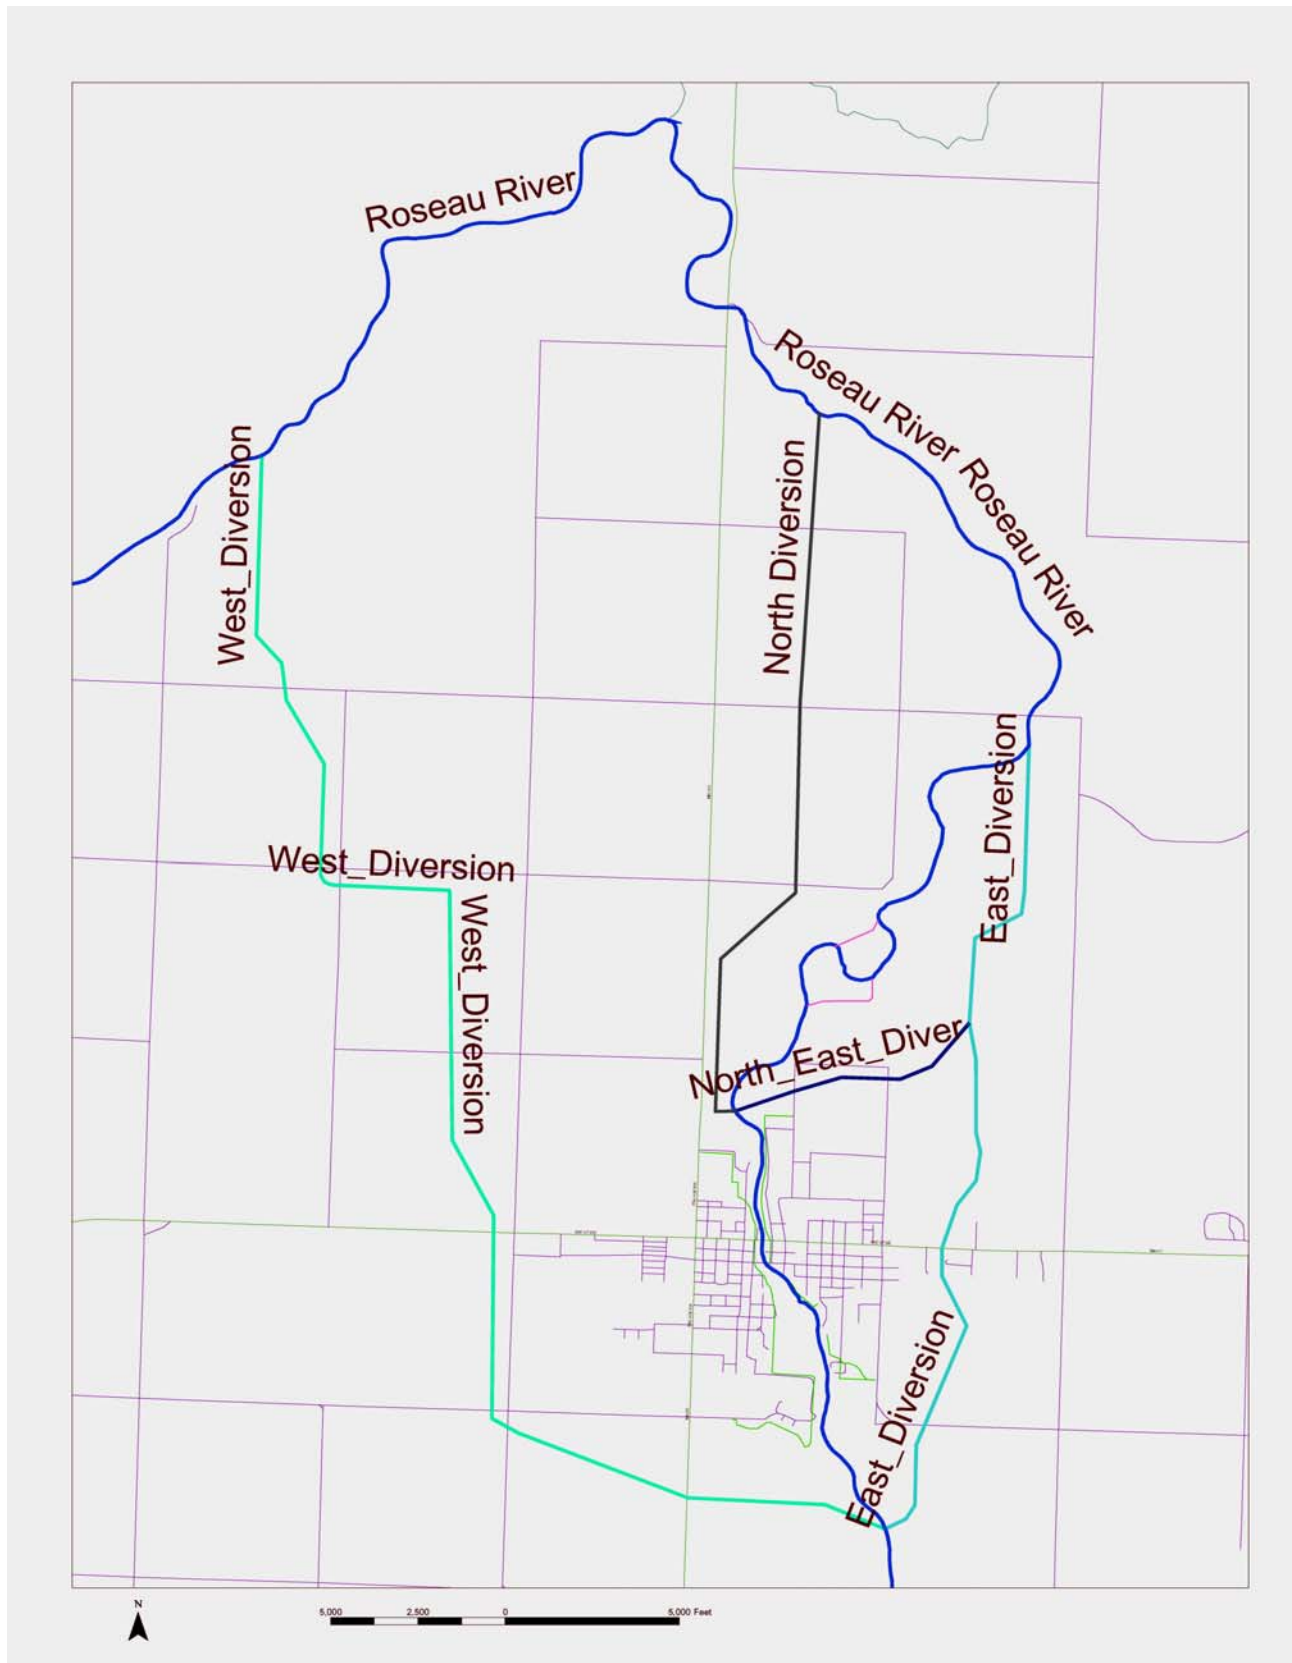 Roseau River
Roseau River
Roseau River
West_Diversion
North Diversion
East_Diversion
West_Diversion
West_Diversion
North_East_Diver
East_Diversion
N
5,000 2,500 0 5,000 Feet